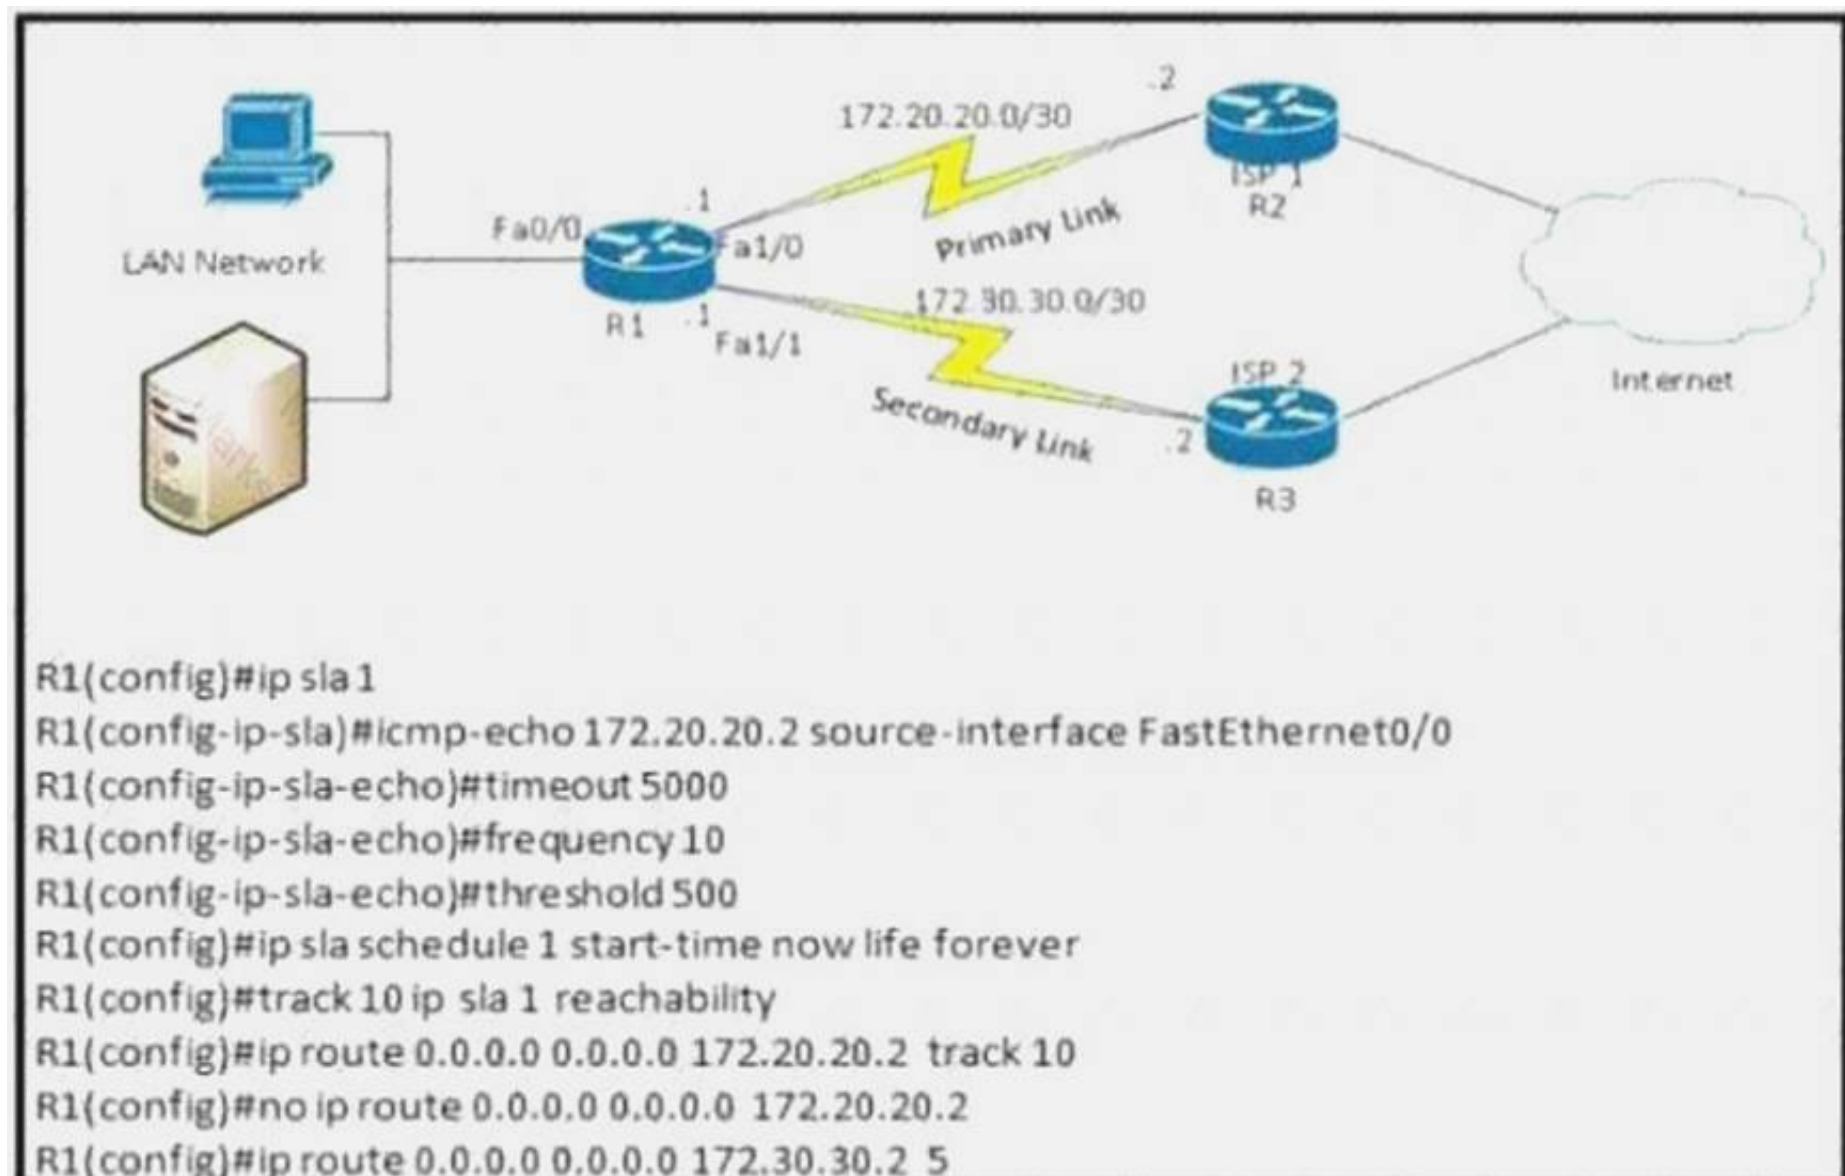 .2
172.20.20.0/30
ISP 1
R2
.1
Fa0/0
Fa1/0
Primary Link
LAN Network
172.30.30.0/30
R1
.1
Fa1/1
ISP 2
Internet
Secondary Link
.2
R3
R1(config)#ip sla 1
R1(config-ip-sla)#icmp-echo 172.20.20.2 source-interface FastEthernet0/0
R1(config-ip-sla-echo)#timeout 5000
R1(config-ip-sla-echo)#frequency 10
R1(config-ip-sla-echo)#threshold 500
R1(config)#ip sla schedule 1 start-time now life forever
R1(config)#track 10 ip sla 1 reachability
R1(config)#ip route 0.0.0.0 0.0.0.0 172.20.20.2 track 10
R1(config)#no ip route 0.0.0.0 0.0.0.0 172.20.20.2
R1(config)#ip route 0.0.0.0 0.0.0.0 172.30.30.2 5